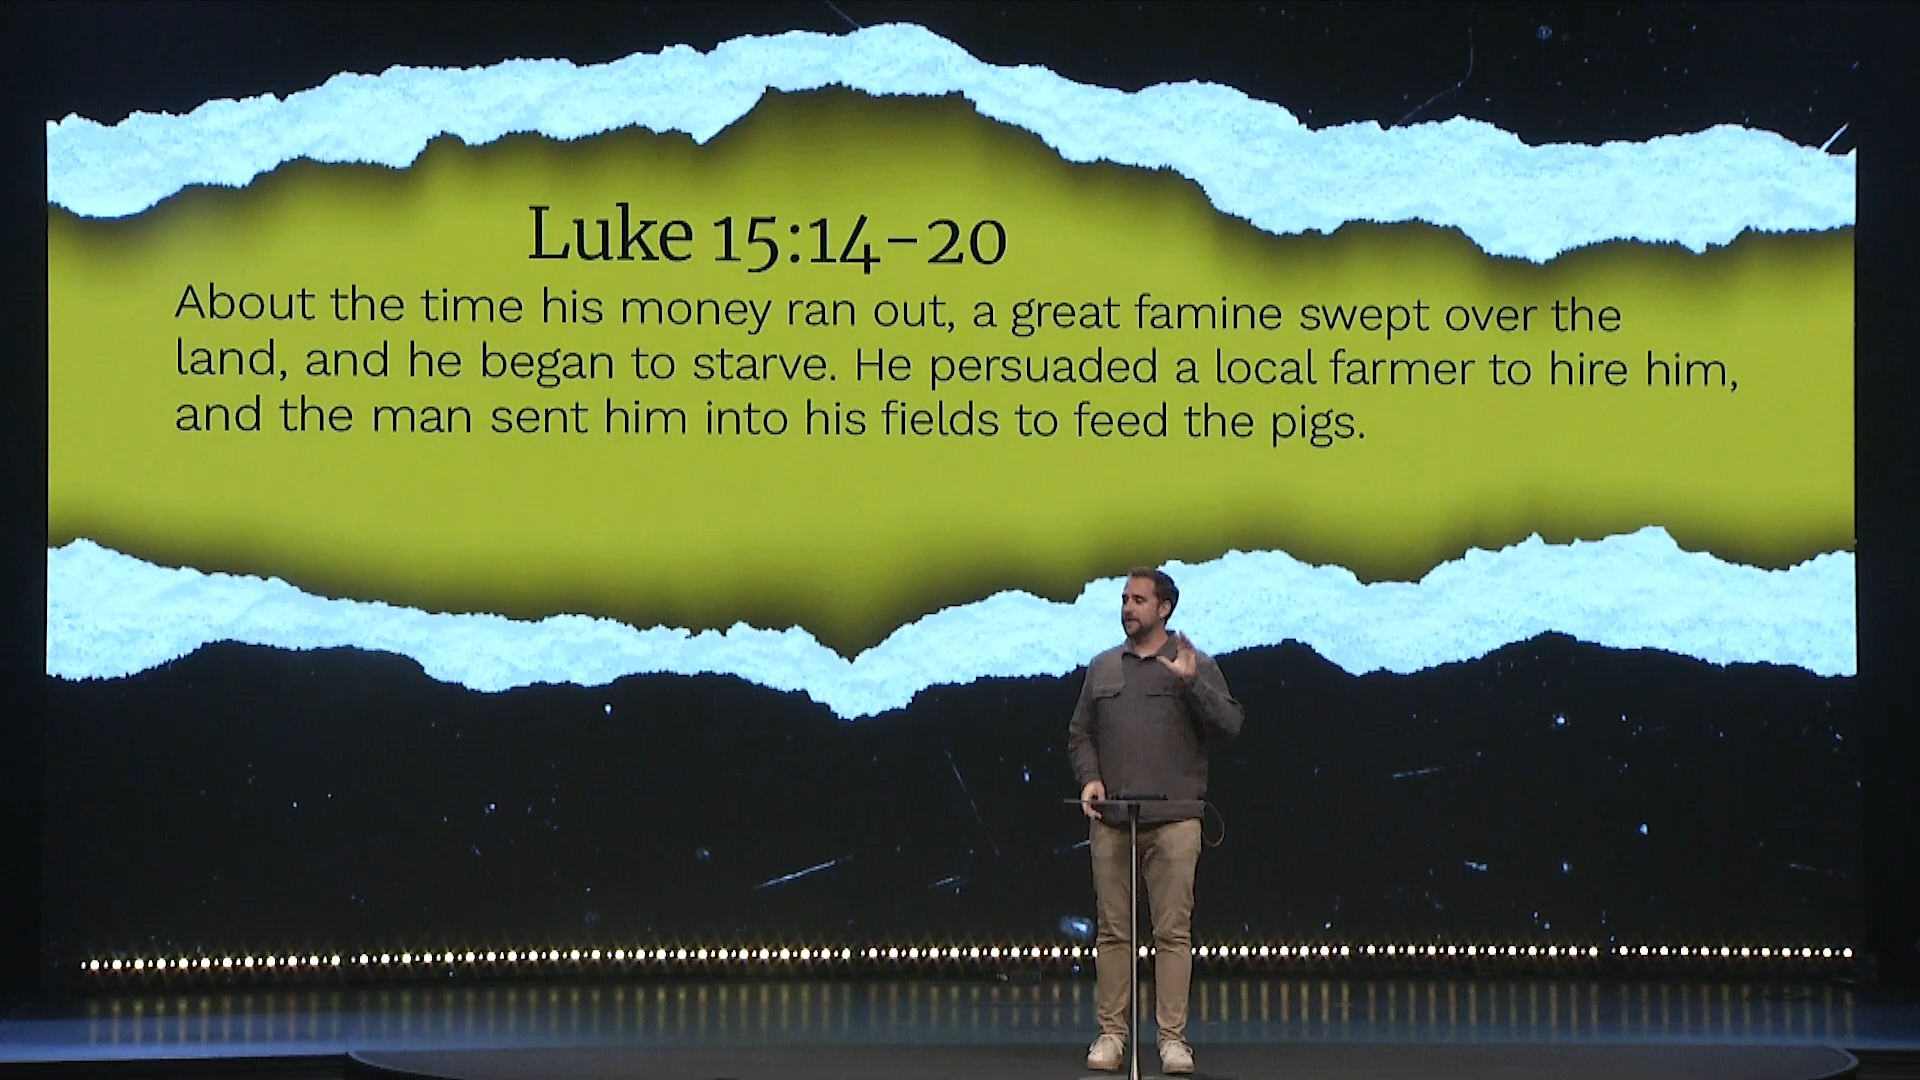 Luke 15:14-20
About the time his money ran out, a great famine swept over the
land, and he began to starve. He persuaded a local farmer to hire him,
and the man sent him into his fields to feed the pigs.